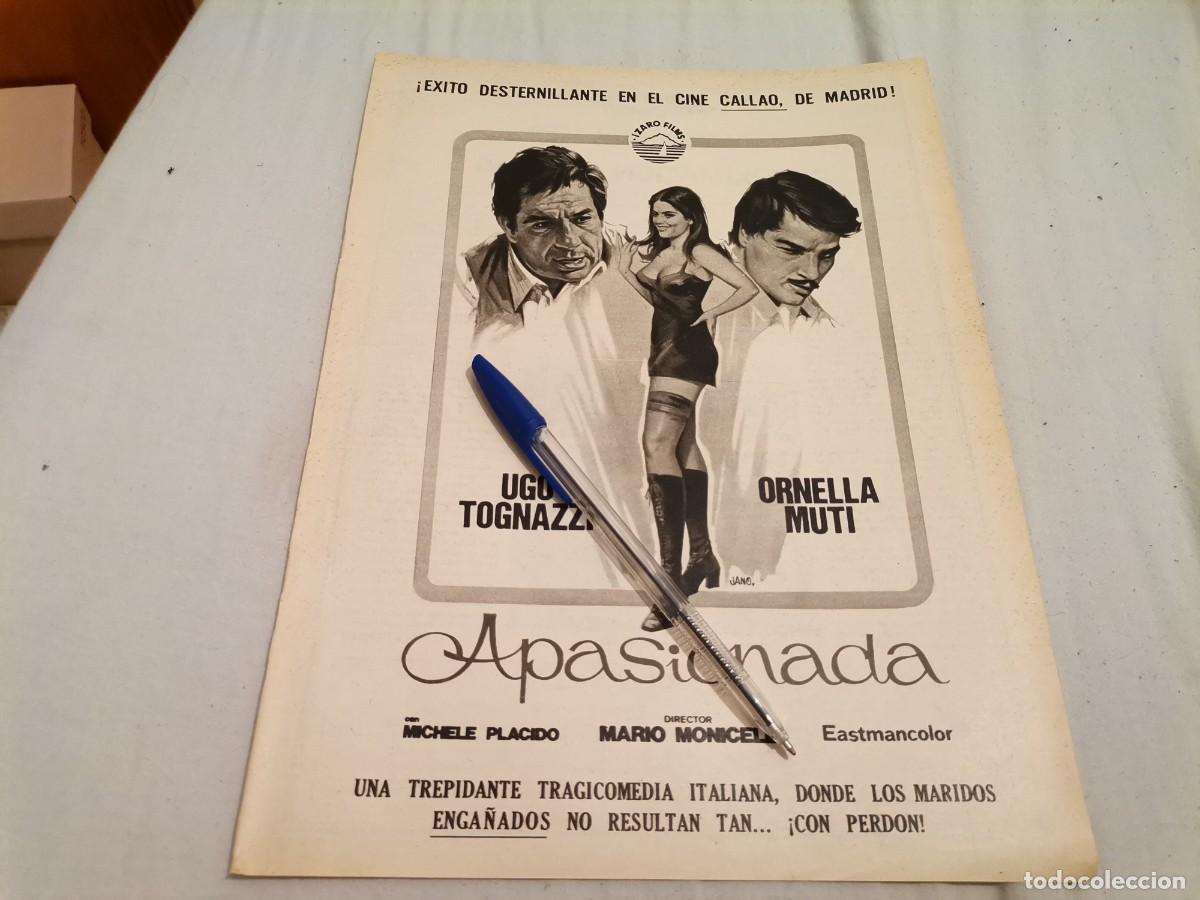 ¡EXITO DESTERNILLANTE EN EL CINE CALLAO, DE MADRID!
IZARO FILMS
UGO
TOGNAZZI
ORNELLA
MUTI
JANO.
Apasionada
con
MICHELE PLACIDO
DIRECTOR
MARIO MONICELLI
Eastmancolor
UNA TREPIDANTE TRAGICOMEDIA ITALIANA, DONDE LOS MARIDOS
ENGAÑADOS NO RESULTAN TAN... ¡CON PERDON!
todocoleccion